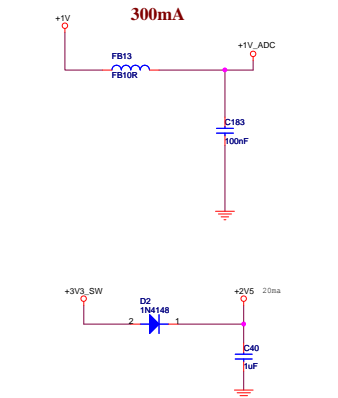 300mA
+1V
+1V_ADC
FB13
FB10R
C183
100nF
+3V3_SW
+2V5 20ma
D2
1N4148
2 1
C40
1uF